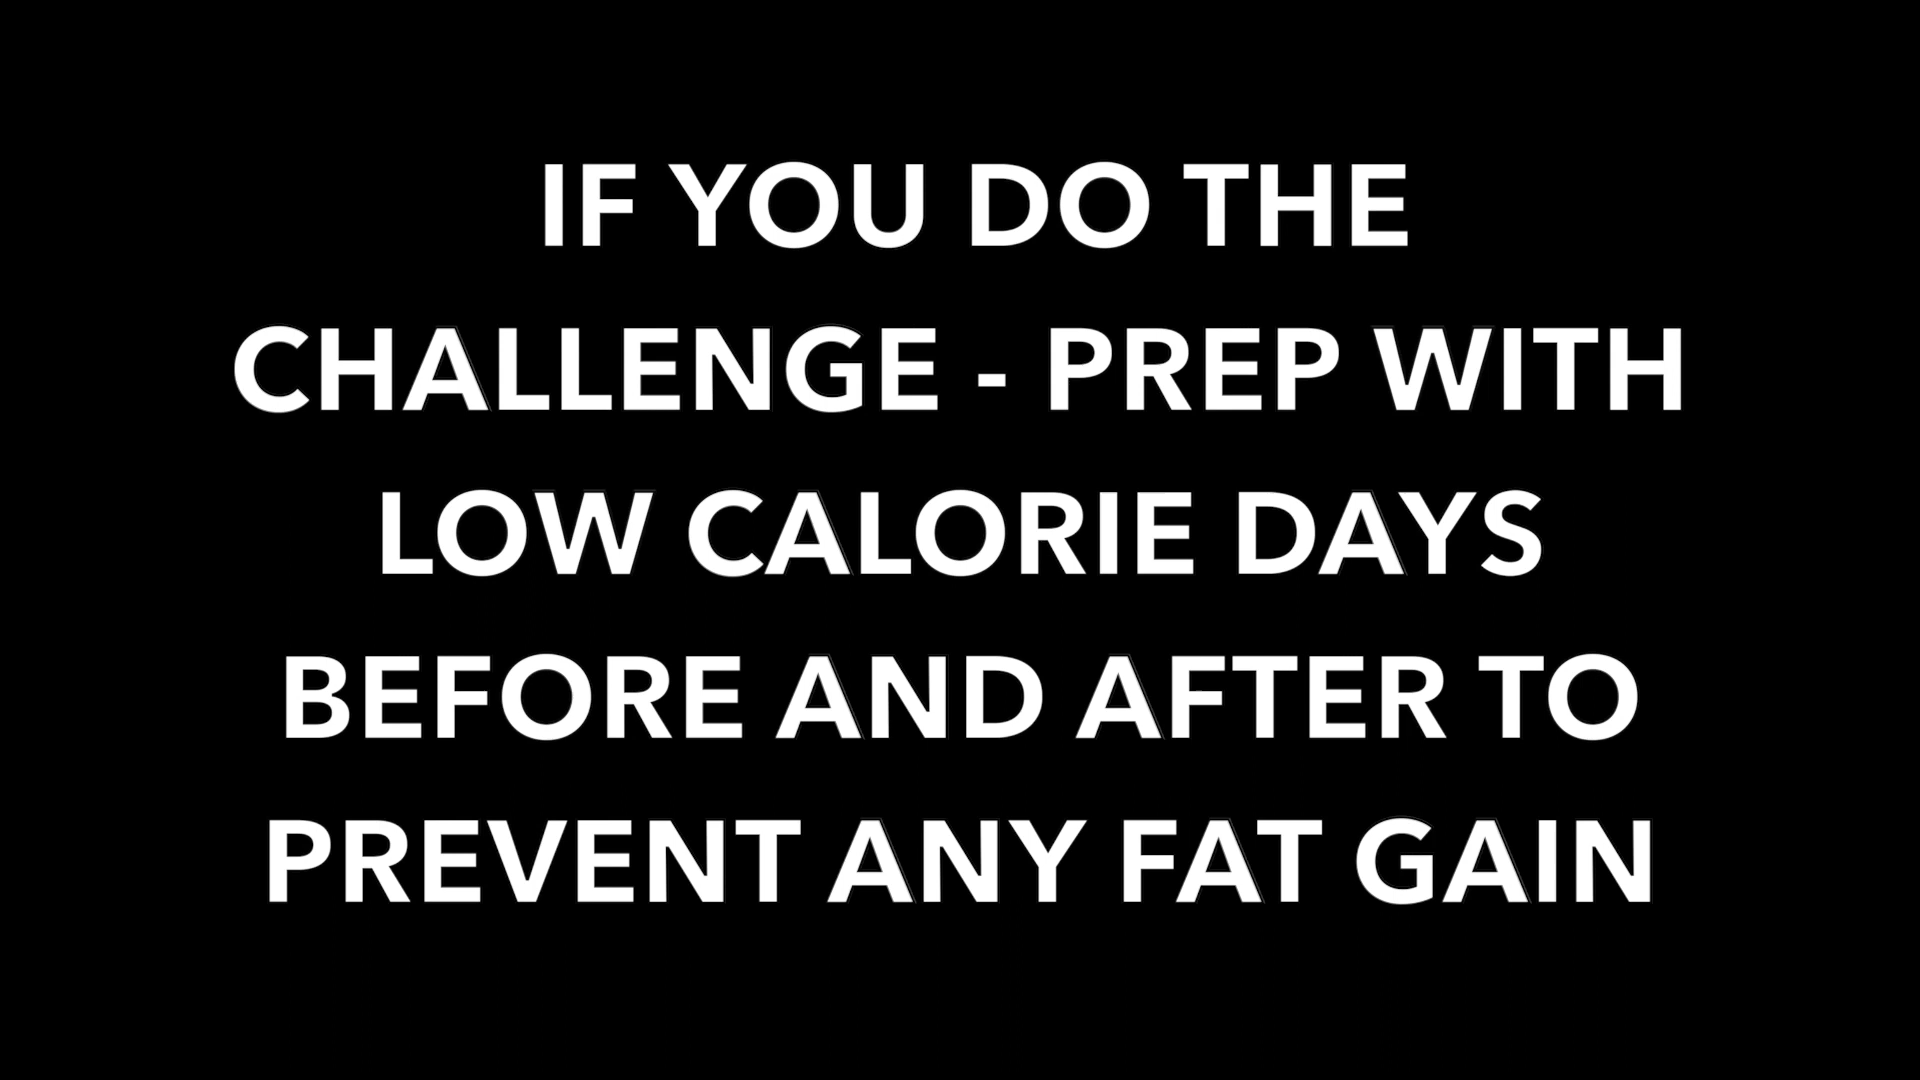 IF YOU DO THE
CHALLENGE - PREP WITH
LOW CALORIE DAYS
BEFORE AND AFTER TO
PREVENT ANY FAT GAIN